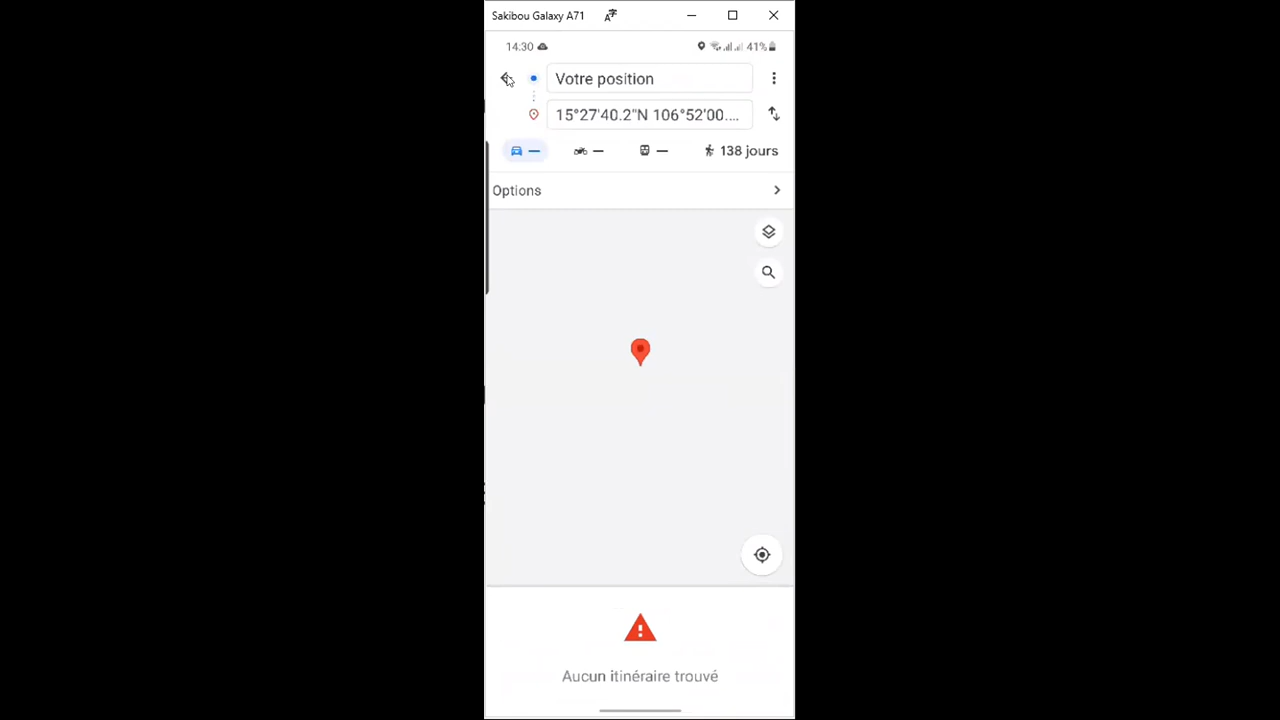 Sakibou Galaxy A71
14:30 41%
Votre position
15°27'40.2"N 106°52'00....
138 jours
Options
Aucun itinéraire trouvé